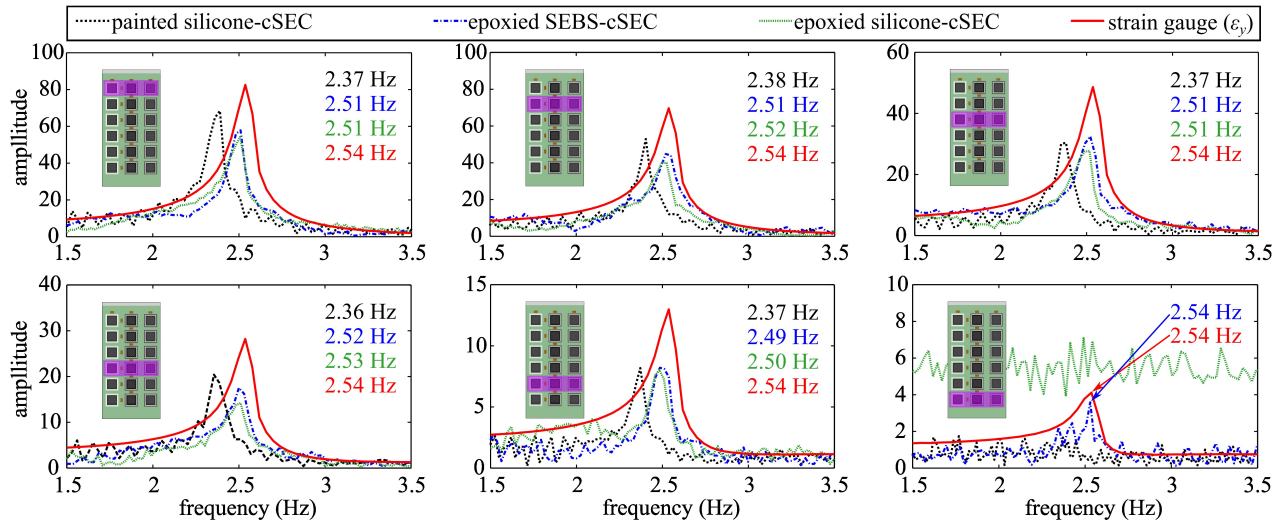 painted silicone-cSEC epoxied SEBS-cSEC epoxied silicone-cSEC strain gauge (εy)
100
80
60
40
20
0
ampllitude
1.5 2 2.5 3 3.5
2.37 Hz
2.51 Hz
2.51 Hz
2.54 Hz
80
60
40
20
0
1.5 2 2.5 3 3.5
2.38 Hz
2.51 Hz
2.52 Hz
2.54 Hz
60
40
20
0
1.5 2 2.5 3 3.5
2.37 Hz
2.51 Hz
2.51 Hz
2.54 Hz
40
30
20
10
0
amplitude
1.5 2 2.5 3 3.5
frequency (Hz)
2.36 Hz
2.52 Hz
2.53 Hz
2.54 Hz
15
10
5
0
1.5 2 2.5 3 3.5
frequency (Hz)
2.37 Hz
2.49 Hz
2.50 Hz
2.54 Hz
10
8
6
4
2
0
1.5 2 2.5 3 3.5
frequency (Hz)
2.54 Hz
2.54 Hz